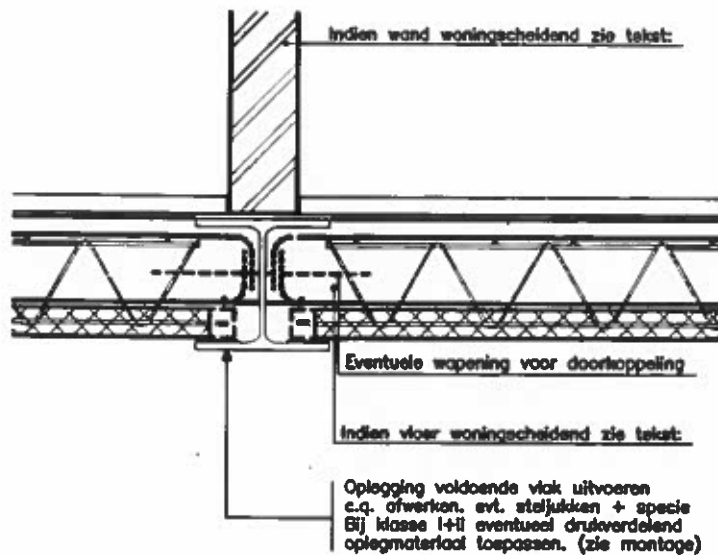 Indien wand woningscheidend zie tekst:
Eventuele wapening voor doorkoppeling
Indien vloer woningscheidend zie tekst:
Oplegging voldoende vlak uitvoeren
c.q. afwerken. evt. steljukken + specie
Bij klasse I+II eventueel drukverdelend
oplegmateriaal toepassen. (zie montage)